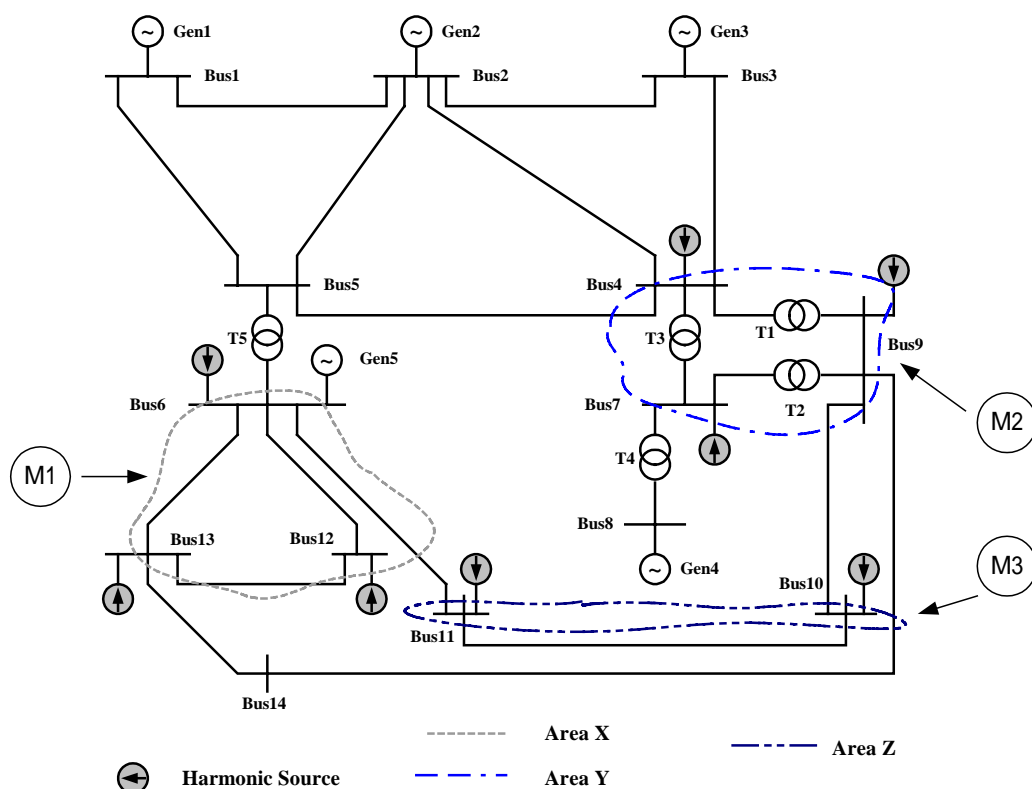 Gen1
Gen2
Gen3
Bus1
Bus2
Bus3
Bus5
Bus4
T5
T3
T1
Bus9
Gen5
T2
Bus6
Bus7
M2
T4
M1
Bus8
Bus13
Bus12
Gen4
Bus10
M3
Bus11
Bus14
Area X
Area Z
Harmonic Source
Area Y